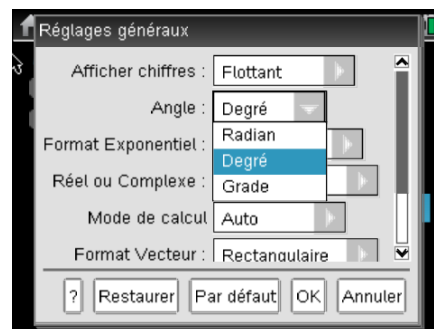 Réglages généraux
Afficher chiffres : Flottant
Angle : Degré
Radian
Format Exponentiel :
Degré
Réel ou Complexe :
Grade
Mode de calcul Auto
Format Vecteur : Rectangulaire
? Restaurer Par défaut OK Annuler